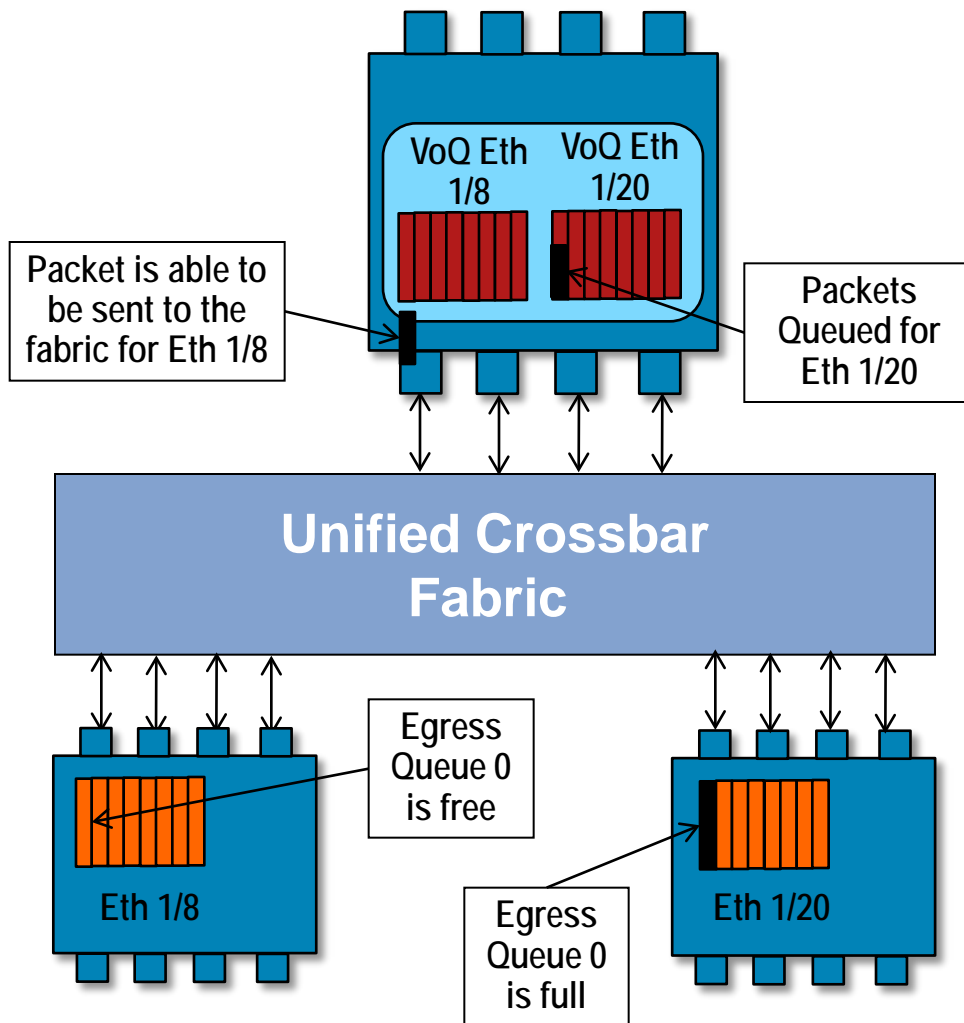 VoQ Eth
1/8
VoQ Eth
1/20
Packet is able to
be sent to the
fabric for Eth 1/8
Packets
Queued for
Eth 1/20
Unified Crossbar
Fabric
Egress
Queue 0
is free
Eth 1/8
Egress
Queue 0
is full
Eth 1/20